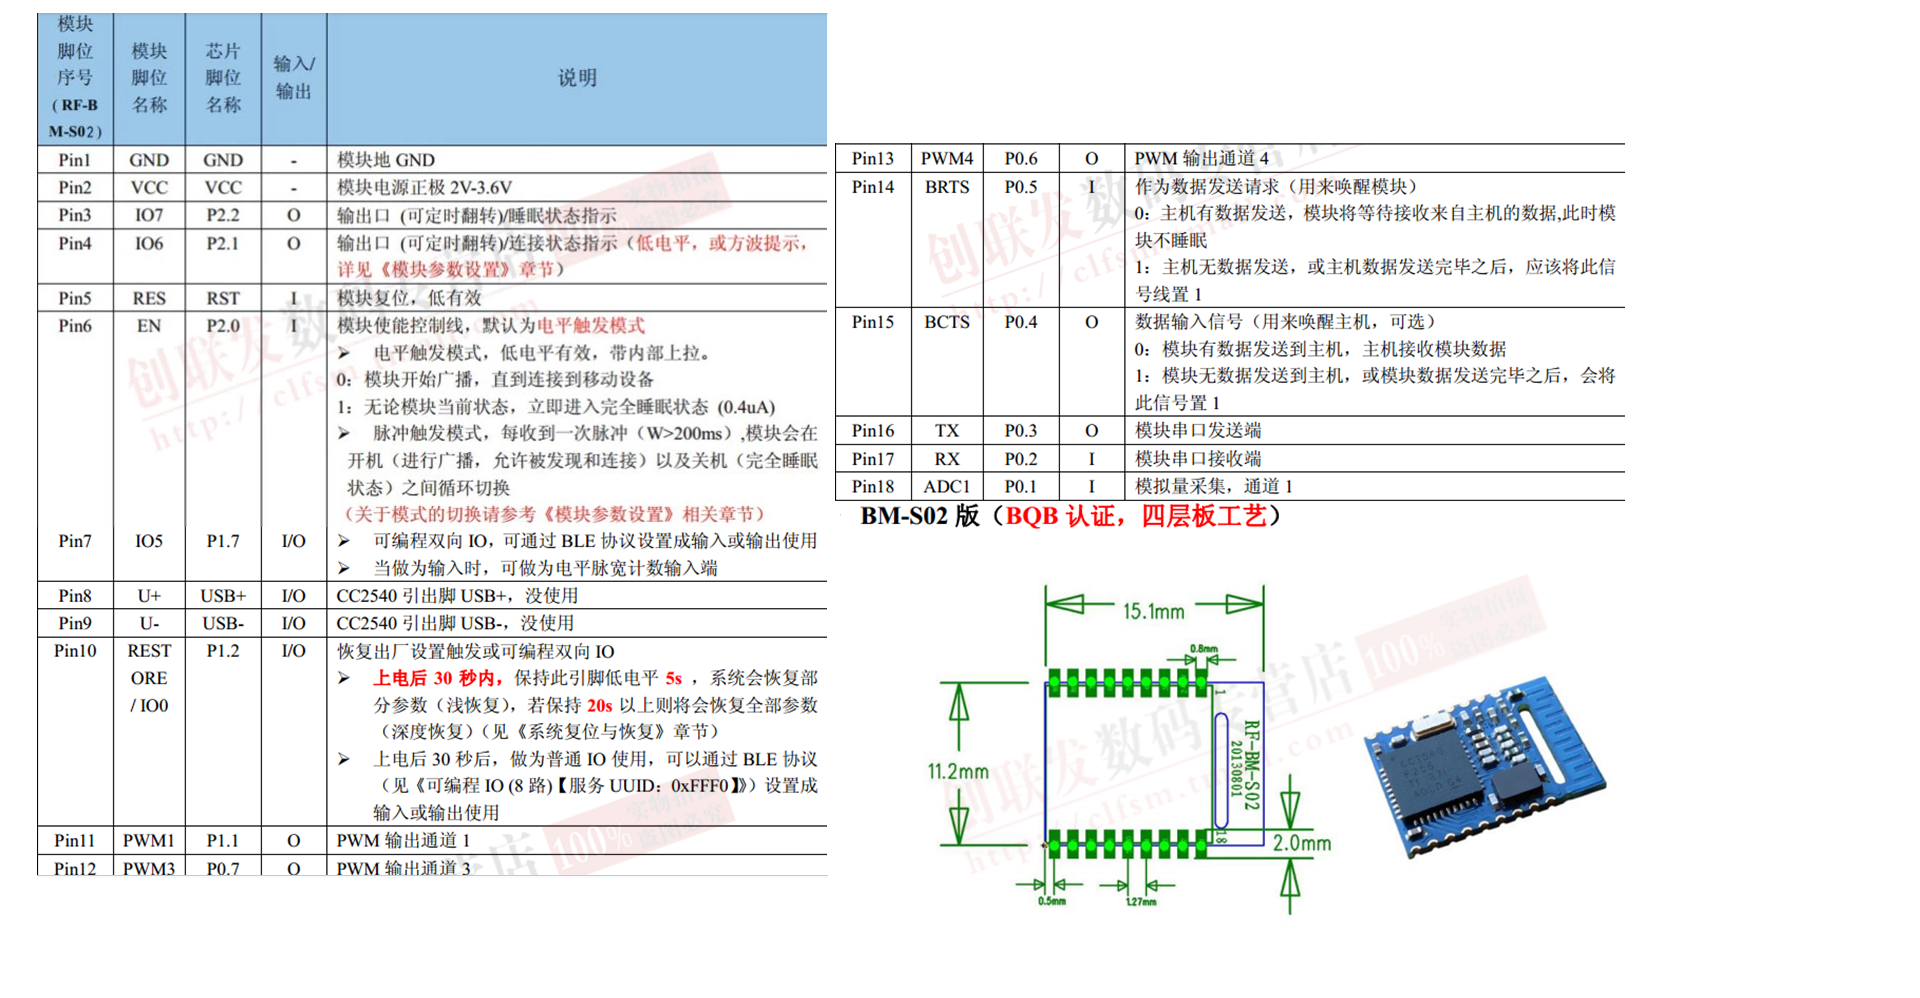 模块
脚位
序号
（RF-B
M-S02）
模块
脚位
名称
芯片
脚位
名称
输入/
输出
说明
Pin1 GND GND - 模块地 GND
Pin2 VCC VCC - 模块电源正极 2V-3.6V
Pin3 IO7 P2.2 O 输出口 (可定时翻转)/睡眠状态指示
Pin4 IO6 P2.1 O 输出口 (可定时翻转)/连接状态指示（低电平，或方波提示，
详见《模块参数设置》章节）
Pin5 RES RST I 模块复位，低有效
Pin6 EN P2.0 I 模块使能控制线，默认为电平触发模式
➢ 电平触发模式，低电平有效，带内部上拉。
0：模块开始广播，直到连接到移动设备
1：无论模块当前状态，立即进入完全睡眠状态 (0.4uA)
➢ 脉冲触发模式，每收到一次脉冲（W>200ms）,模块会在
开机（进行广播，允许被发现和连接）以及关机（完全睡眠
状态）之间循环切换
（关于模式的切换请参考《模块参数设置》相关章节）
Pin7 IO5 P1.7 I/O ➢ 可编程双向 IO，可通过 BLE 协议设置成输入或输出使用
➢ 当做为输入时，可做为电平脉宽计数输入端
Pin8 U+ USB+ I/O CC2540 引出脚 USB+，没使用
Pin9 U- USB- I/O CC2540 引出脚 USB-，没使用
Pin10 REST P1.2 I/O 恢复出厂设置触发或可编程双向 IO
ORE
/ IO0
➢ 上电后 30 秒内，保持此引脚低电平 5s ，系统会恢复部
分参数（浅恢复），若保持 20s 以上则将会恢复全部参数
（深度恢复）（见《系统复位与恢复》章节）
➢ 上电后 30 秒后，做为普通 IO 使用，可以通过 BLE 协议
（见《可编程 IO (8 路)【服务 UUID：0xFFF0】》）设置成
输入或输出使用
Pin11 PWM1 P1.1 O PWM 输出通道 1
Pin12 PWM3 P0.7 O PWM 输出通道 3
Pin13 PWM4 P0.6 O PWM 输出通道 4
Pin14 BRTS P0.5 I 作为数据发送请求（用来唤醒模块）
0：主机有数据发送，模块将等待接收来自主机的数据,此时模
块不睡眠
1：主机无数据发送，或主机数据发送完毕之后，应该将此信
号线置 1
Pin15 BCTS P0.4 O 数据输入信号（用来唤醒主机，可选）
0：模块有数据发送到主机，主机接收模块数据
1：模块无数据发送到主机，或模块数据发送完毕之后，会将
此信号置 1
Pin16 TX P0.3 O 模块串口发送端
Pin17 RX P0.2 I 模块串口接收端
Pin18 ADC1 P0.1 I 模拟量采集，通道 1
BM-S02 版（BQB 认证，四层板工艺）
15.1mm
0.8mm
1
11.2mm
RF-BM-S02
20130801
18
2.0mm
0.5mm
1.27mm
创联发数码专营店
100%
实物拍摄
盗图必究
http://clfsm.tmall.com